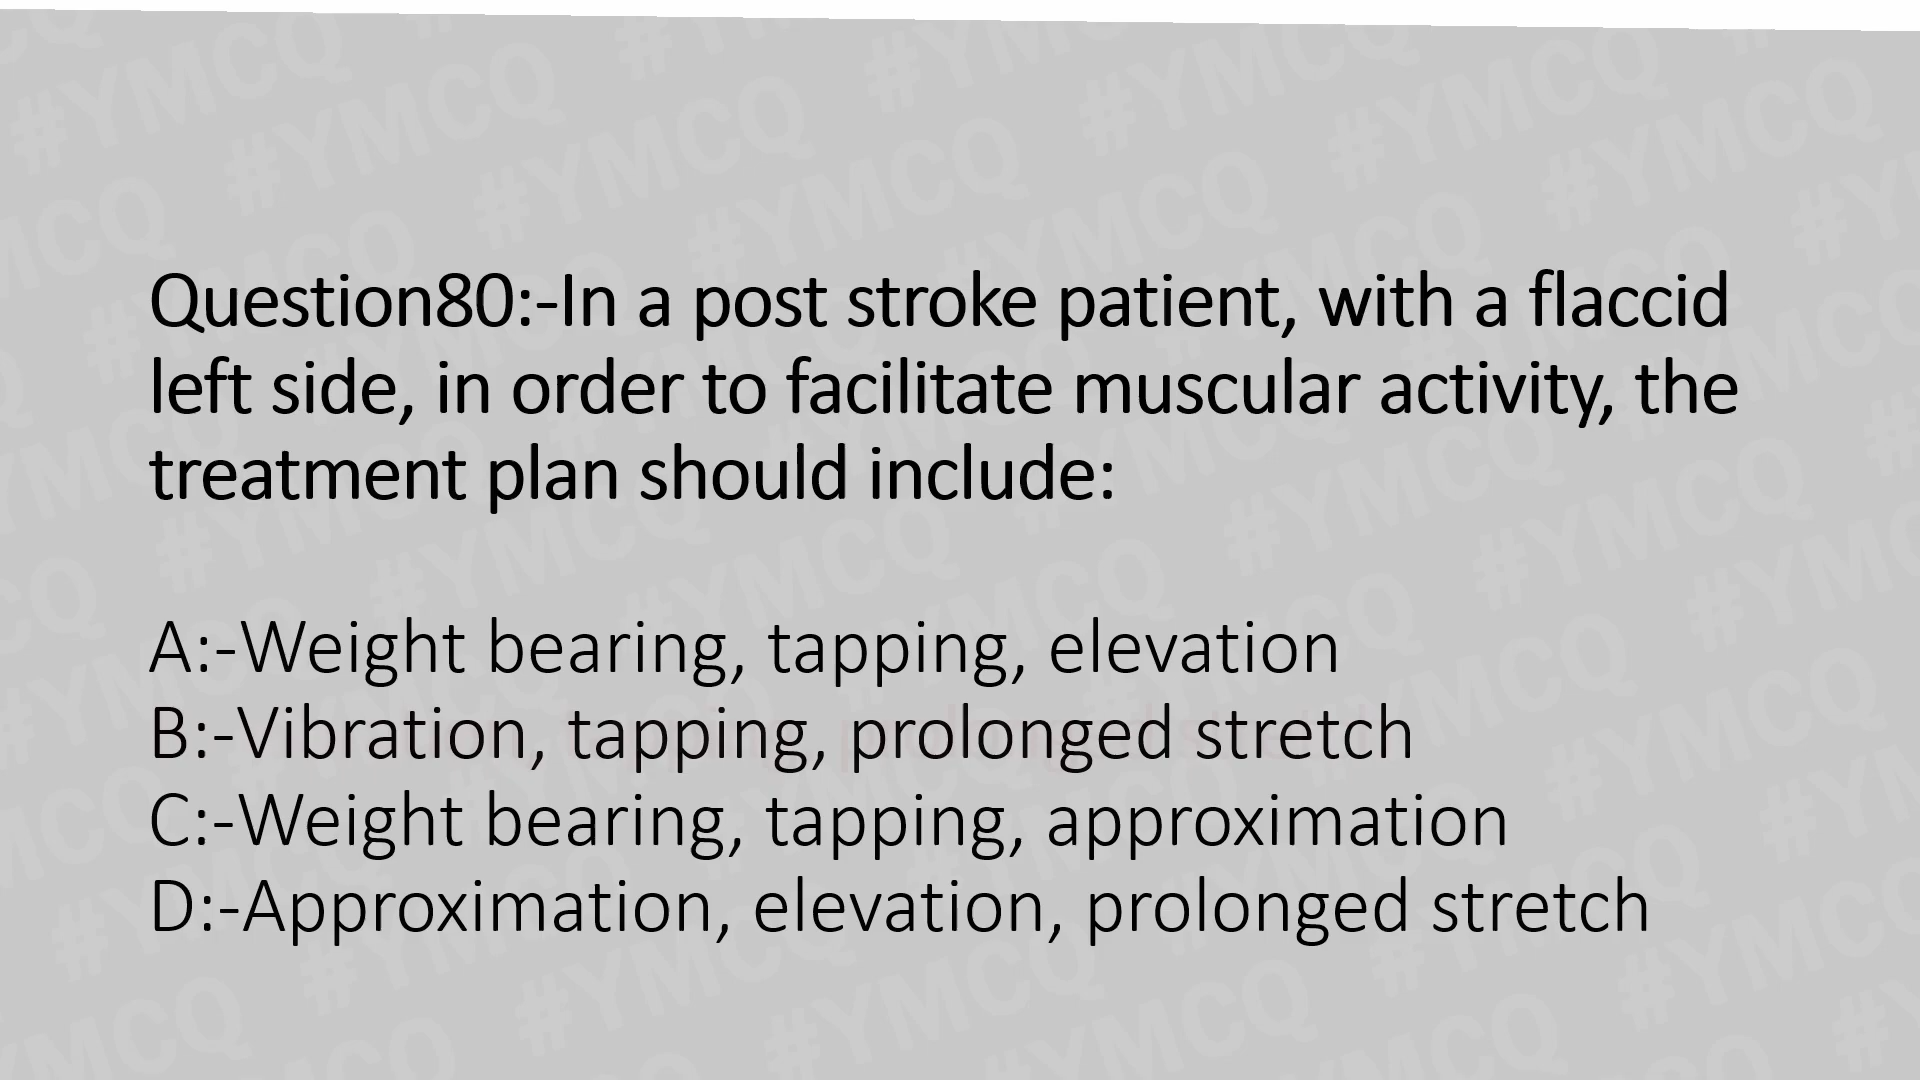 Question80:-In a post stroke patient, with a flaccid
left side, in order to facilitate muscular activity, the
treatment plan should include:
A:-Weight bearing, tapping, elevation
B:-Vibration, tapping, prolonged stretch
C:-Weight bearing, tapping, approximation
D:-Approximation, elevation, prolonged stretch
#YMCQ